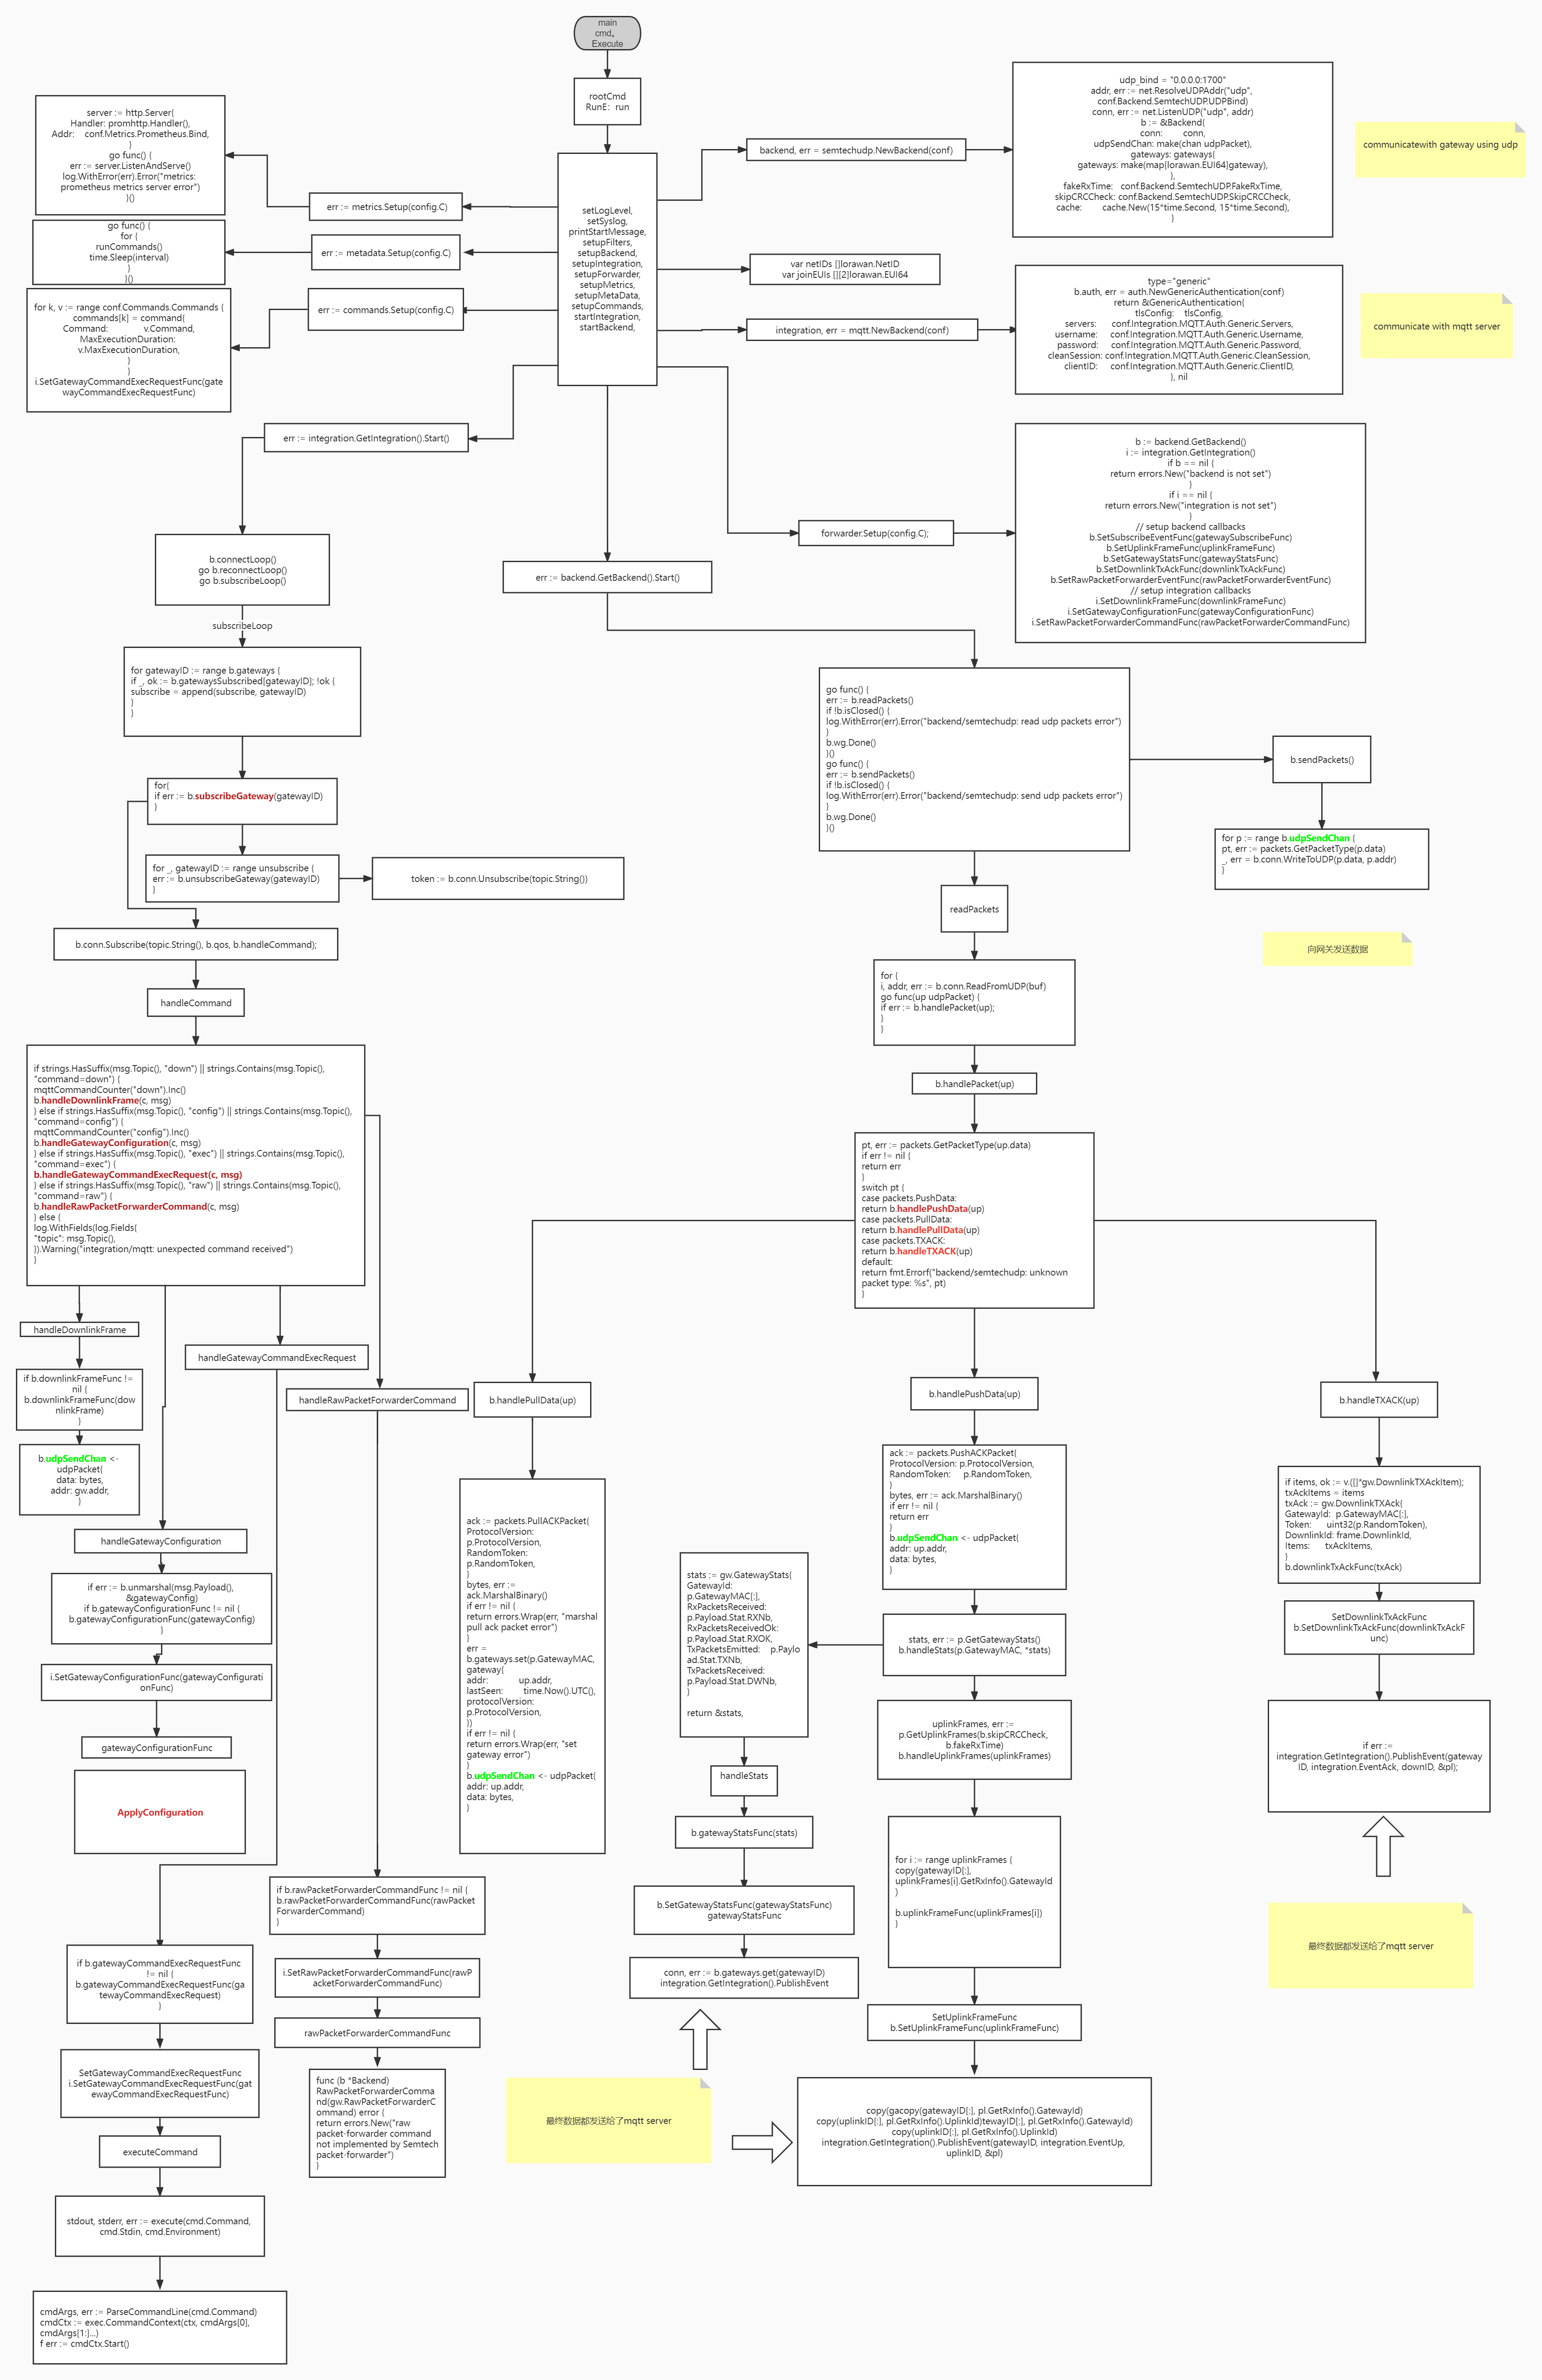 main
cmd。
Execute
rootCmd
RunE： run
setLogLevel,
setSyslog,
printStartMessage,
setupFilters,
setupBackend,
setupIntegration,
setupForwarder,
setupMetrics,
setupMetaData,
setupCommands,
startIntegration,
startBackend,
server := http.Server{
Handler: promhttp.Handler(),
Addr: conf.Metrics.Prometheus.Bind,
}
go func() {
err := server.ListenAndServe()
log.WithError(err).Error("metrics:
prometheus metrics server error")
}()
err := metrics.Setup(config.C)
go func() {
for {
runCommands()
time.Sleep(interval)
}
}()
err := metadata.Setup(config.C)
for k, v := range conf.Commands.Commands {
commands[k] = command{
Command: v.Command,
MaxExecutionDuration:
v.MaxExecutionDuration,
}
}
i.SetGatewayCommandExecRequestFunc(gate
wayCommandExecRequestFunc)
err := commands.Setup(config.C)
backend, err = semtechudp.NewBackend(conf)
udp_bind = "0.0.0.0:1700"
addr, err := net.ResolveUDPAddr("udp",
conf.Backend.SemtechUDP.UDPBind)
conn, err := net.ListenUDP("udp", addr)
b := &Backend{
conn: conn,
udpSendChan: make(chan udpPacket),
gateways: gateways{
gateways: make(map[lorawan.EUI64]gateway),
},
fakeRxTime: conf.Backend.SemtechUDP.FakeRxTime,
skipCRCCheck: conf.Backend.SemtechUDP.SkipCRCCheck,
cache: cache.New(15*time.Second, 15*time.Second),
}
communicatewith gateway using udp
var netIDs []lorawan.NetID
var joinEUIs [][2]lorawan.EUI64
integration, err = mqtt.NewBackend(conf)
type="generic"
b.auth, err = auth.NewGenericAuthentication(conf)
return &GenericAuthentication{
tlsConfig: tlsConfig,
servers: conf.Integration.MQTT.Auth.Generic.Servers,
username: conf.Integration.MQTT.Auth.Generic.Username,
password: conf.Integration.MQTT.Auth.Generic.Password,
cleanSession: conf.Integration.MQTT.Auth.Generic.CleanSession,
clientID: conf.Integration.MQTT.Auth.Generic.ClientID,
}, nil
communicate with mqtt server
forwarder.Setup(config.C);
b := backend.GetBackend()
i := integration.GetIntegration()
if b == nil {
return errors.New("backend is not set")
}
if i == nil {
return errors.New("integration is not set")
}
// setup backend callbacks
b.SetSubscribeEventFunc(gatewaySubscribeFunc)
b.SetUplinkFrameFunc(uplinkFrameFunc)
b.SetGatewayStatsFunc(gatewayStatsFunc)
b.SetDownlinkTxAckFunc(downlinkTxAckFunc)
b.SetRawPacketForwarderEventFunc(rawPacketForwarderEventFunc)
// setup integration callbacks
i.SetDownlinkFrameFunc(downlinkFrameFunc)
i.SetGatewayConfigurationFunc(gatewayConfigurationFunc)
i.SetRawPacketForwarderCommandFunc(rawPacketForwarderCommandFunc)
err := integration.GetIntegration().Start()
b.connectLoop()
go b.reconnectLoop()
go b.subscribeLoop()
subscribeLoop
for gatewayID := range b.gateways {
if _, ok := b.gatewaysSubscribed[gatewayID]; !ok {
subscribe = append(subscribe, gatewayID)
}
}
for{
if err := b.subscribeGateway(gatewayID)
}
for _, gatewayID := range unsubscribe {
err := b.unsubscribeGateway(gatewayID)
}
token := b.conn.Unsubscribe(topic.String())
b.conn.Subscribe(topic.String(), b.qos, b.handleCommand);
handleCommand
if strings.HasSuffix(msg.Topic(), "down") || strings.Contains(msg.Topic(),
"command=down") {
mqttCommandCounter("down").Inc()
b.handleDownlinkFrame(c, msg)
} else if strings.HasSuffix(msg.Topic(), "config") || strings.Contains(msg.Topic(),
"command=config") {
mqttCommandCounter("config").Inc()
b.handleGatewayConfiguration(c, msg)
} else if strings.HasSuffix(msg.Topic(), "exec") || strings.Contains(msg.Topic(),
"command=exec") {
b.handleGatewayCommandExecRequest(c, msg)
} else if strings.HasSuffix(msg.Topic(), "raw") || strings.Contains(msg.Topic(),
"command=raw") {
b.handleRawPacketForwarderCommand(c, msg)
} else {
log.WithFields(log.Fields{
"topic": msg.Topic(),
}).Warning("integration/mqtt: unexpected command received")
}
handleDownlinkFrame
if b.downlinkFrameFunc !=
nil {
b.downlinkFrameFunc(dow
nlinkFrame)
}
b.udpSendChan <-
udpPacket{
data: bytes,
addr: gw.addr,
}
handleGatewayCommandExecRequest
handleRawPacketForwarderCommand
handleGatewayConfiguration
if err := b.unmarshal(msg.Payload(),
&gatewayConfig)
if b.gatewayConfigurationFunc != nil {
b.gatewayConfigurationFunc(gatewayConfig)
}
i.SetGatewayConfigurationFunc(gatewayConfigurati
onFunc)
gatewayConfigurationFunc
ApplyConfiguration
if b.gatewayCommandExecRequestFunc
!= nil {
b.gatewayCommandExecRequestFunc(ga
tewayCommandExecRequest)
}
SetGatewayCommandExecRequestFunc
i.SetGatewayCommandExecRequestFunc(gat
ewayCommandExecRequestFunc)
executeCommand
stdout, stderr, err := execute(cmd.Command,
cmd.Stdin, cmd.Environment)
cmdArgs, err := ParseCommandLine(cmd.Command)
cmdCtx := exec.CommandContext(ctx, cmdArgs[0],
cmdArgs[1:]...)
f err := cmdCtx.Start()
if b.rawPacketForwarderCommandFunc != nil {
b.rawPacketForwarderCommandFunc(rawPacket
ForwarderCommand)
}
i.SetRawPacketForwarderCommandFunc(rawP
acketForwarderCommandFunc)
rawPacketForwarderCommandFunc
func (b *Backend)
RawPacketForwarderComma
nd(gw.RawPacketForwarderC
ommand) error {
return errors.New("raw
packet-forwarder command
not implemented by Semtech
packet-forwarder")
}
err := backend.GetBackend().Start()
go func() {
err := b.readPackets()
if !b.isClosed() {
log.WithError(err).Error("backend/semtechudp: read udp packets error")
}
b.wg.Done()
}()
go func() {
err := b.sendPackets()
if !b.isClosed() {
log.WithError(err).Error("backend/semtechudp: send udp packets error")
}
b.wg.Done()
}()
b.sendPackets()
for p := range b.udpSendChan {
pt, err := packets.GetPacketType(p.data)
_, err = b.conn.WriteToUDP(p.data, p.addr)
}
向网关发送数据
readPackets
for {
i, addr, err := b.conn.ReadFromUDP(buf)
go func(up udpPacket) {
if err := b.handlePacket(up);
}
}
b.handlePacket(up)
pt, err := packets.GetPacketType(up.data)
if err != nil {
return err
}
switch pt {
case packets.PushData:
return b.handlePushData(up)
case packets.PullData:
return b.handlePullData(up)
case packets.TXACK:
return b.handleTXACK(up)
default:
return fmt.Errorf("backend/semtechudp: unknown
packet type: %s", pt)
}
b.handlePullData(up)
ack := packets.PullACKPacket{
ProtocolVersion:
p.ProtocolVersion,
RandomToken:
p.RandomToken,
}
bytes, err :=
ack.MarshalBinary()
if err != nil {
return errors.Wrap(err, "marshal
pull ack packet error")
}
err =
b.gateways.set(p.GatewayMAC,
gateway{
addr: up.addr,
lastSeen: time.Now().UTC(),
protocolVersion:
p.ProtocolVersion,
})
if err != nil {
return errors.Wrap(err, "set
gateway error")
}
b.udpSendChan <- udpPacket{
addr: up.addr,
data: bytes,
}
b.handlePushData(up)
ack := packets.PushACKPacket{
ProtocolVersion: p.ProtocolVersion,
RandomToken: p.RandomToken,
}
bytes, err := ack.MarshalBinary()
if err != nil {
return err
}
b.udpSendChan <- udpPacket{
addr: up.addr,
data: bytes,
}
stats, err := p.GetGatewayStats()
b.handleStats(p.GatewayMAC, *stats)
stats := gw.GatewayStats{
GatewayId:
p.GatewayMAC[:],
RxPacketsReceived:
p.Payload.Stat.RXNb,
RxPacketsReceivedOk:
p.Payload.Stat.RXOK,
TxPacketsEmitted: p.Paylo
ad.Stat.TXNb,
TxPacketsReceived:
p.Payload.Stat.DWNb,
}
return &stats,
handleStats
b.gatewayStatsFunc(stats)
b.SetGatewayStatsFunc(gatewayStatsFunc)
gatewayStatsFunc
conn, err := b.gateways.get(gatewayID)
integration.GetIntegration().PublishEvent
最终数据都发送给了mqtt server
uplinkFrames, err :=
p.GetUplinkFrames(b.skipCRCCheck,
b.fakeRxTime)
b.handleUplinkFrames(uplinkFrames)
for i := range uplinkFrames {
copy(gatewayID[:],
uplinkFrames[i].GetRxInfo().GatewayId
)
b.uplinkFrameFunc(uplinkFrames[i])
}
SetUplinkFrameFunc
b.SetUplinkFrameFunc(uplinkFrameFunc)
copy(gacopy(gatewayID[:], pl.GetRxInfo().GatewayId)
copy(uplinkID[:], pl.GetRxInfo().UplinkId)tewayID[:], pl.GetRxInfo().GatewayId)
copy(uplinkID[:], pl.GetRxInfo().UplinkId)
integration.GetIntegration().PublishEvent(gatewayID, integration.EventUp,
uplinkID, &pl)
b.handleTXACK(up)
if items, ok := v.([]*gw.DownlinkTXAckItem);
txAckItems = items
txAck := gw.DownlinkTXAck{
GatewayId: p.GatewayMAC[:],
Token: uint32(p.RandomToken),
DownlinkId: frame.DownlinkId,
Items: txAckItems,
}
b.downlinkTxAckFunc(txAck)
SetDownlinkTxAckFunc
b.SetDownlinkTxAckFunc(downlinkTxAckF
unc)
if err :=
integration.GetIntegration().PublishEvent(gateway
ID, integration.EventAck, downID, &pl);
最终数据都发送给了mqtt server